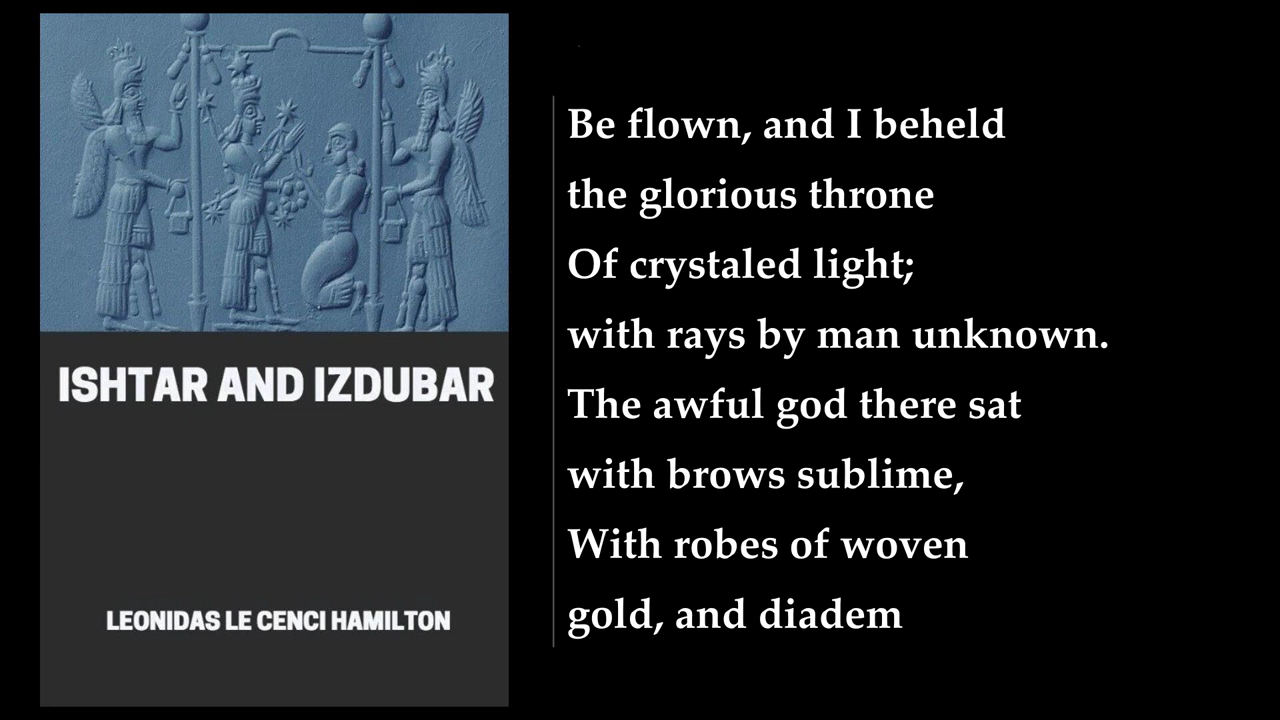 ISHTAR AND IZDUBAR
LEONIDAS LE CENCI HAMILTON
Be flown, and I beheld
the glorious throne
Of crystaled light;
with rays by man unknown.
The awful god there sat
with brows sublime,
With robes of woven
gold, and diadem